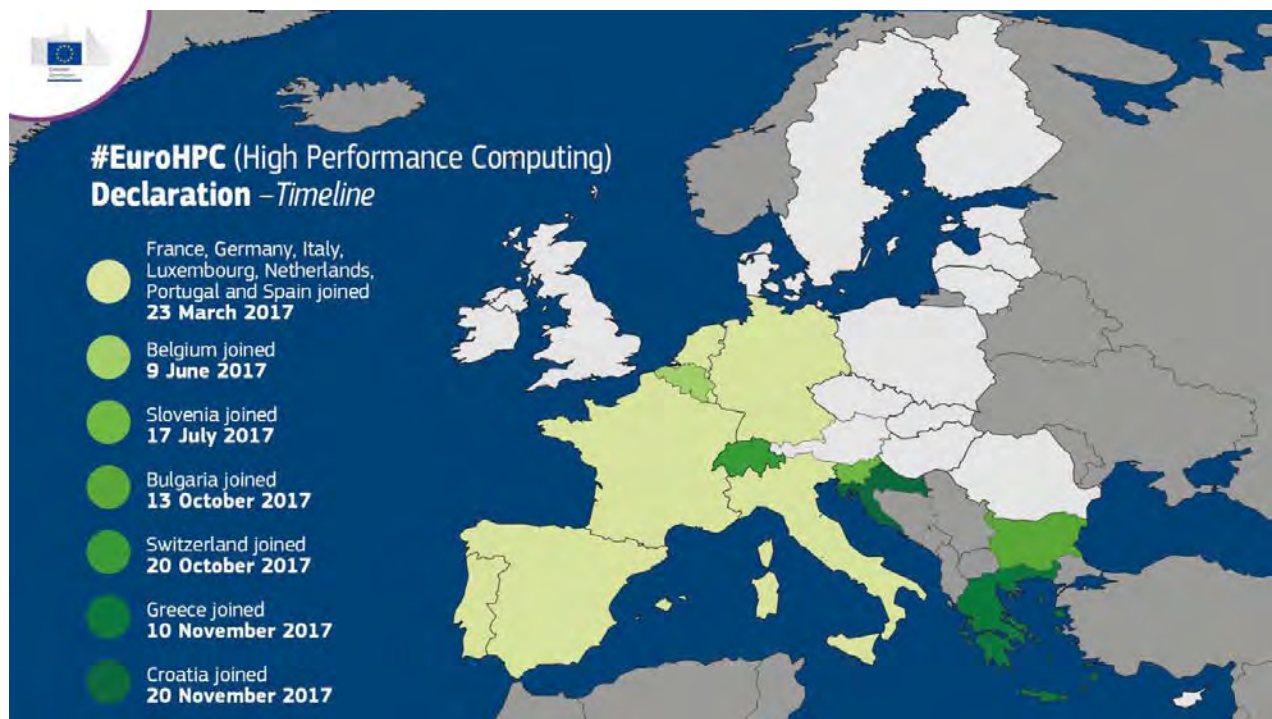 European
Commission
#EuroHPC (High Performance Computing)
Declaration –Timeline
France, Germany, Italy,
Luxembourg, Netherlands,
Portugal and Spain joined
23 March 2017
Belgium joined
9 June 2017
Slovenia joined
17 July 2017
Bulgaria joined
13 October 2017
Switzerland joined
20 October 2017
Greece joined
10 November 2017
Croatia joined
20 November 2017